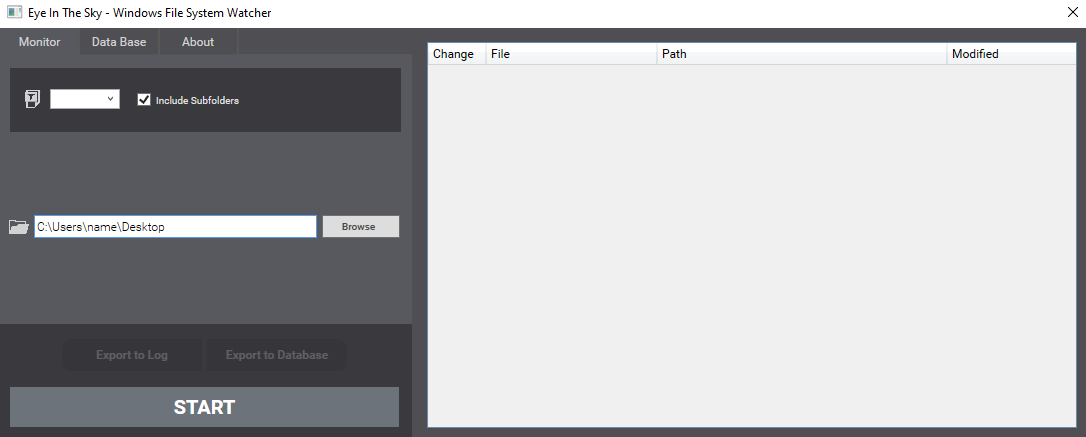 Eye In The Sky - Windows File System Watcher
Monitor Data Base About
Change File Path Modified
Include Subfolders
C:\Users\name\Desktop Browse
Export to Log Export to Database
START